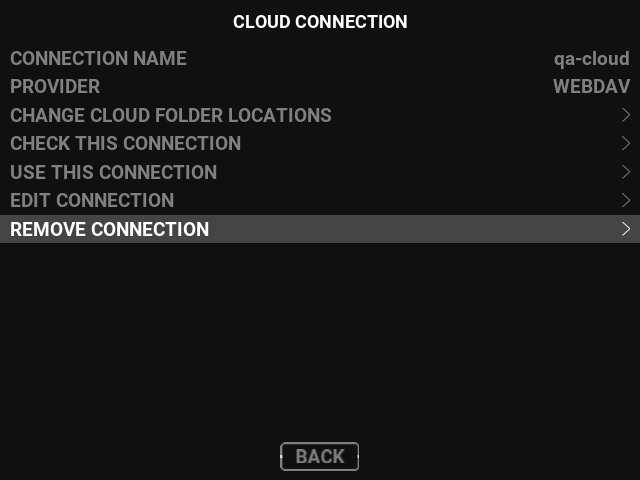 CLOUD CONNECTION
CONNECTION NAME qa-cloud
PROVIDER WEBDAV
CHANGE CLOUD FOLDER LOCATIONS
CHECK THIS CONNECTION
USE THIS CONNECTION
EDIT CONNECTION
REMOVE CONNECTION
BACK